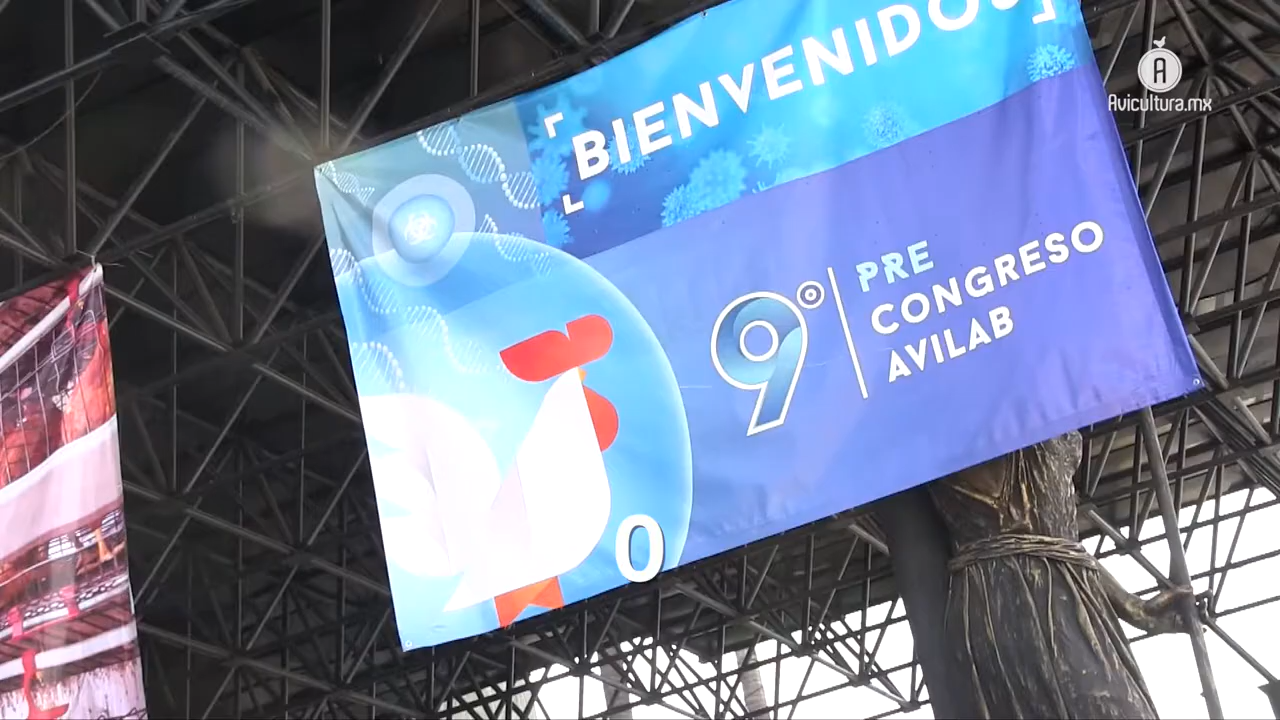 BIENVENIDOS
A
Avicultura.mx
9°
PRE
CONGRESO
AVILAB
0